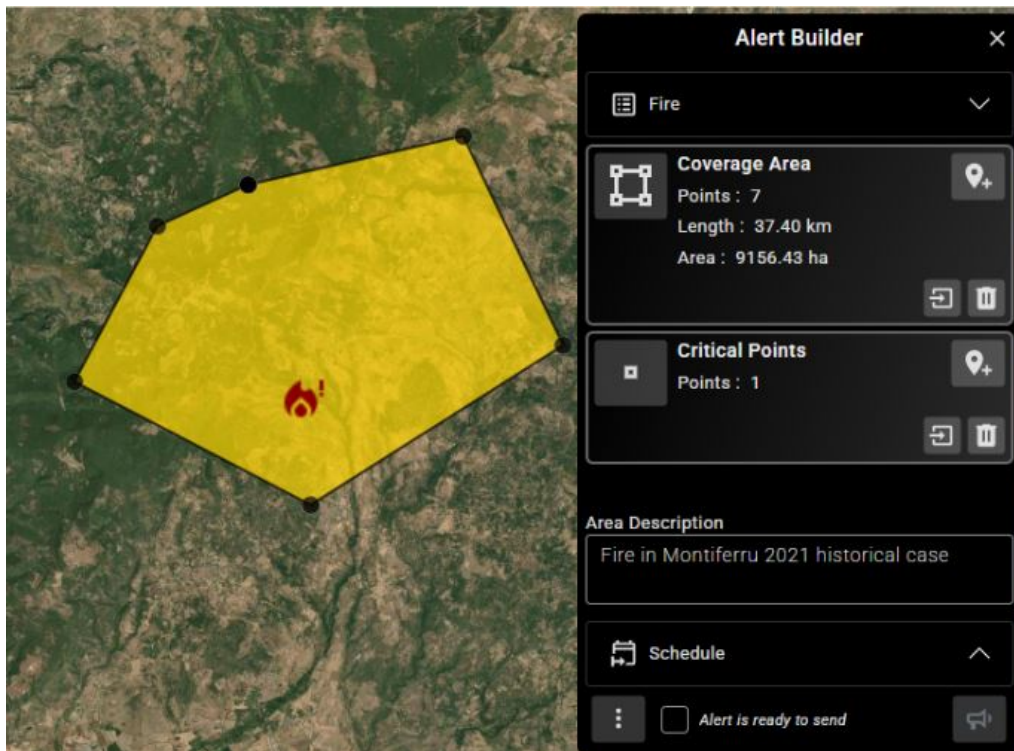 Alert Builder
Fire
Coverage Area
Points : 7
Length : 37.40 km
Area : 9156.43 ha
Critical Points
Points : 1
Area Description
Fire in Montiferru 2021 historical case
Schedule
Alert is ready to send